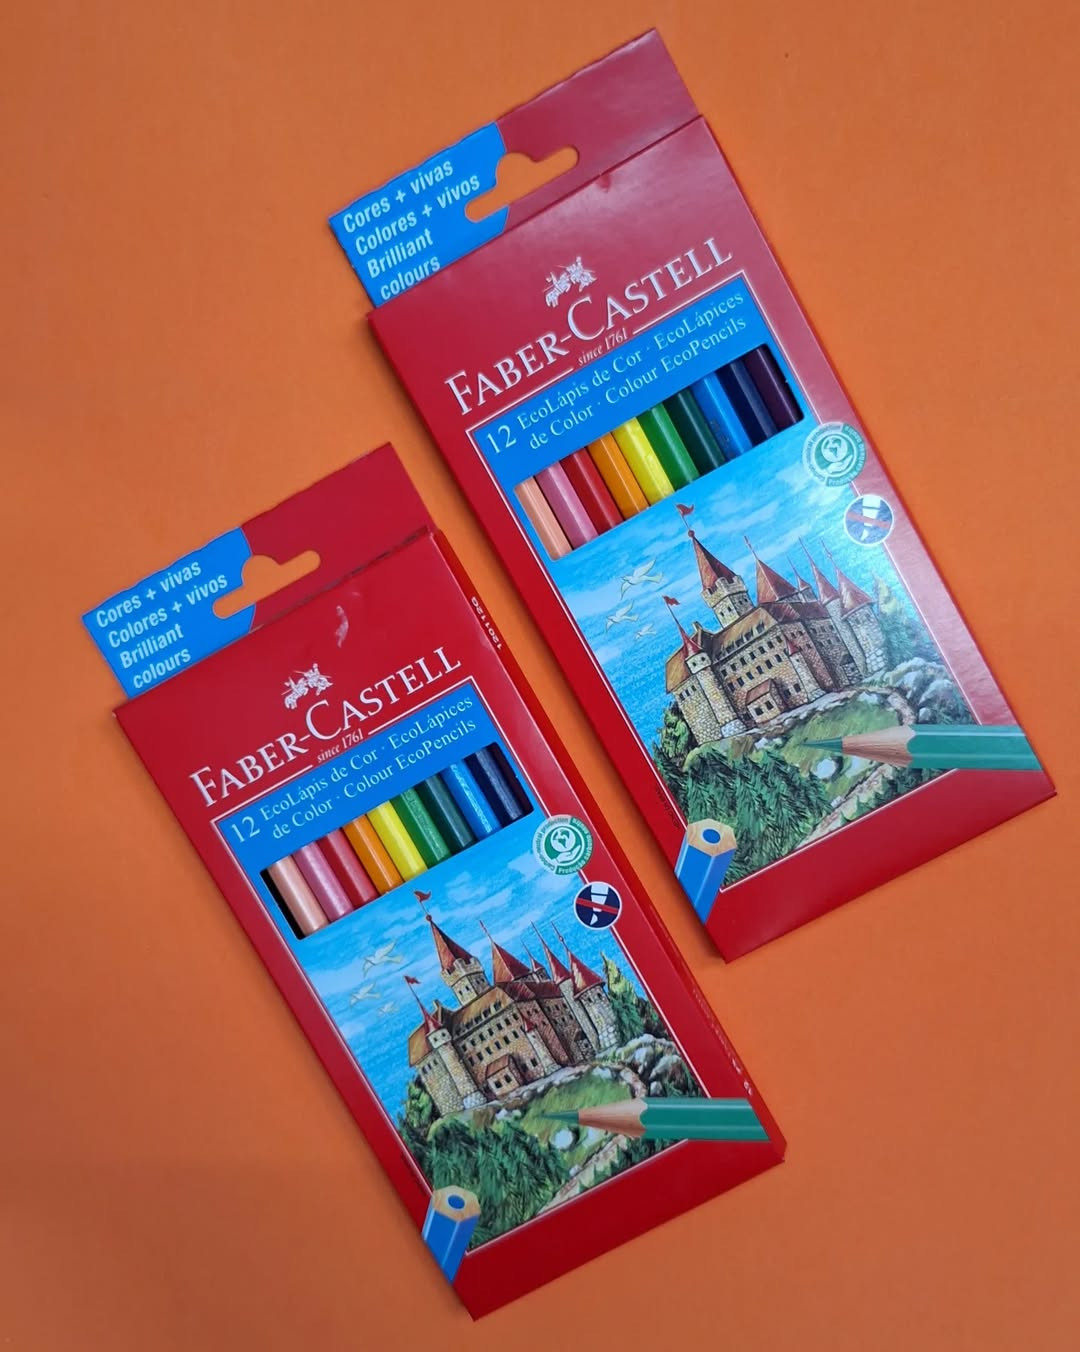 Cores + vivas
Colores + vivos
Brilliant
colours
FABER-CASTELL
since 1761
12 EcoLápis de Cor · EcoLápices
de Color · Colour EcoPencils
Cores + vivas
Colores + vivos
Brilliant
colours
FABER-CASTELL
since 1761
12 EcoLápis de Cor · EcoLápices
de Color · Colour EcoPencils